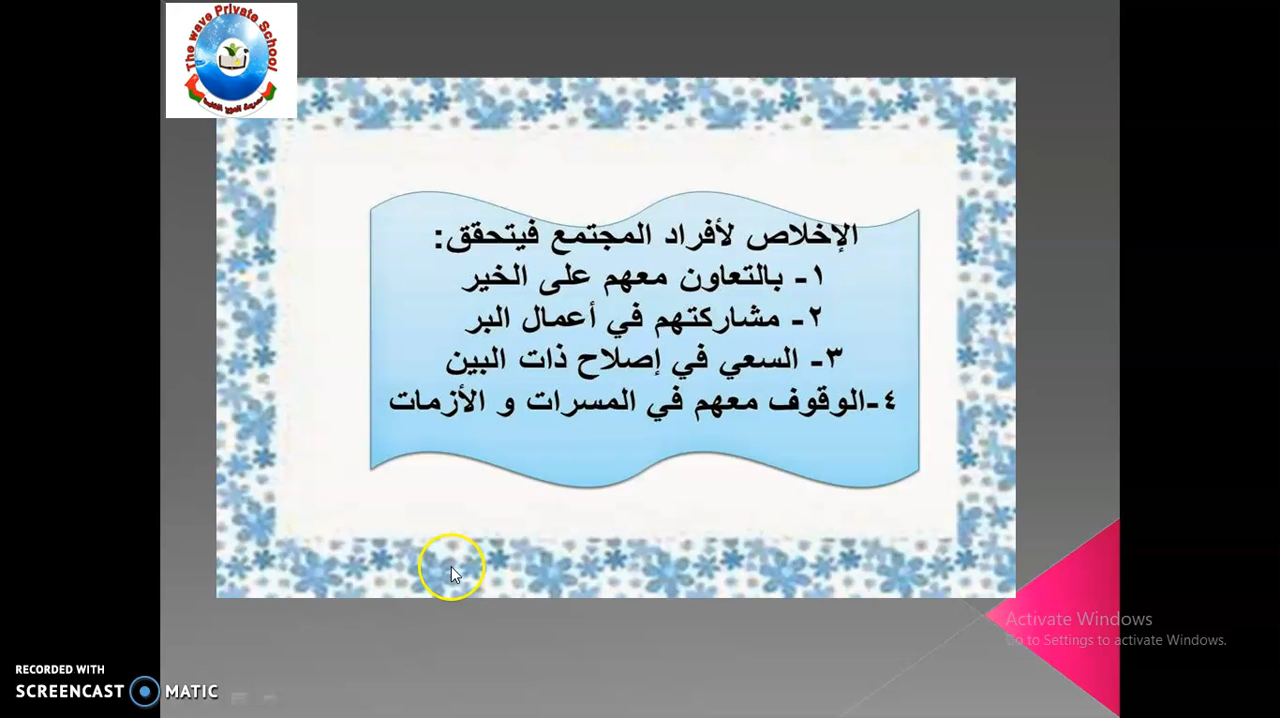 The wave Private School
الإخلاص لأفراد المجتمع فيتحقق:
١- بالتعاون معهم على الخير
٢- مشاركتهم في أعمال البر
٣- السعي في إصلاح ذات البين
٤-الوقوف معهم في المسرات و الأزمات
Activate Windows
Go to Settings to activate Windows.
RECORDED WITH
SCREENCAST MATIC